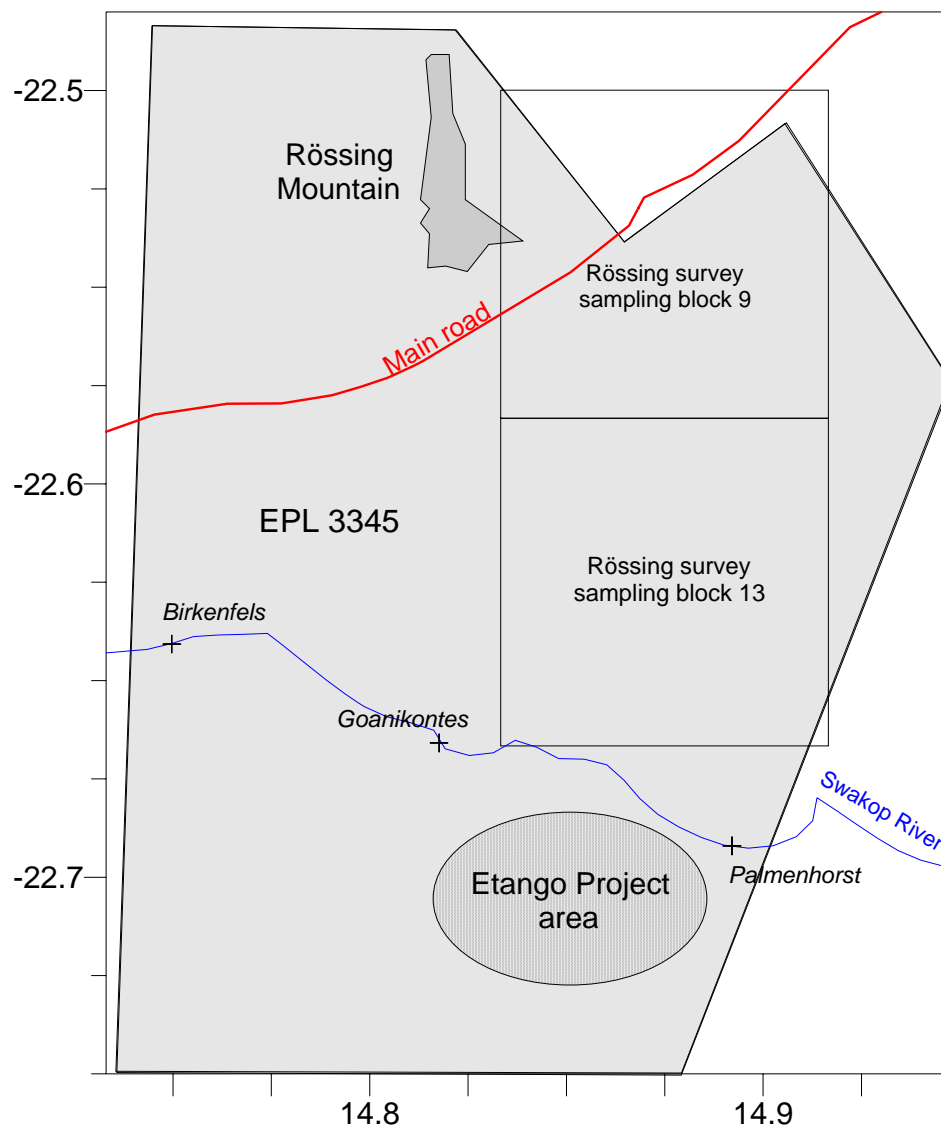 -22.5
Rössing
Mountain
Rössing survey
sampling block 9
Main road
-22.6
EPL 3345
Rössing survey
sampling block 13
Birkenfels
Goanikontes
Swakop River
-22.7
Etango Project
area
Palmenhorst
14.8
14.9